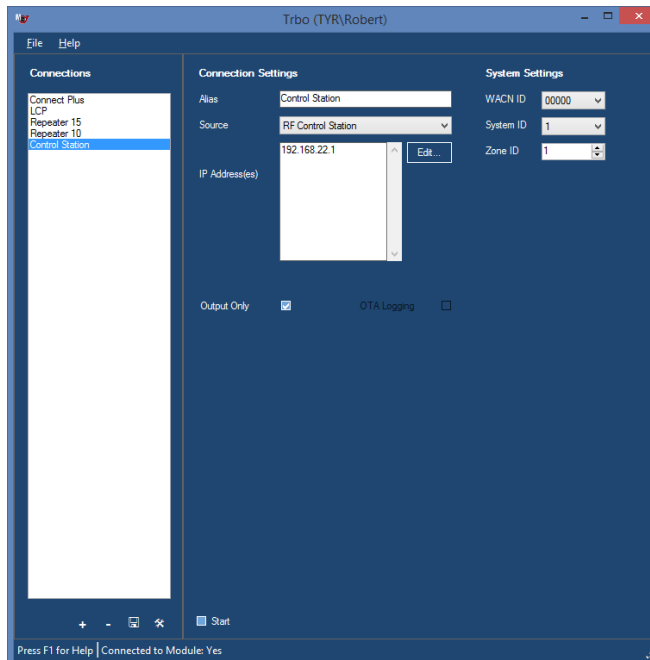 Trbo (TYR\Robert)
File Help
Connections
Connect Plus
LCP
Repeater 15
Repeater 10
Control Station
Connection Settings
Alias Control Station
Source RF Control Station
192.168.22.1 Edit...
IP Address(es)
Output Only OTA Logging
System Settings
WACN ID 00000
System ID 1
Zone ID 1
+ -
Start
Press F1 for Help Connected to Module: Yes